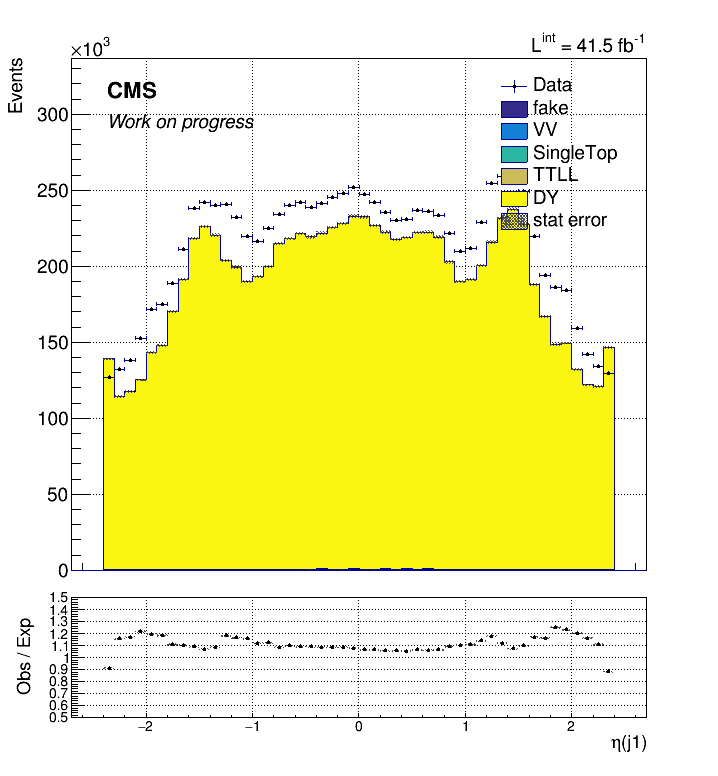 ×10³
L^int = 41.5 fb⁻¹
Events
CMS
Work on progress
Data
fake
VV
SingleTop
TTLL
DY
stat error
300
250
200
150
100
50
0
Obs / Exp
1.5
1.4
1.3
1.2
1.1
1
0.9
0.8
0.7
0.6
0.5
−2 −1 0 1 2
η(j1)